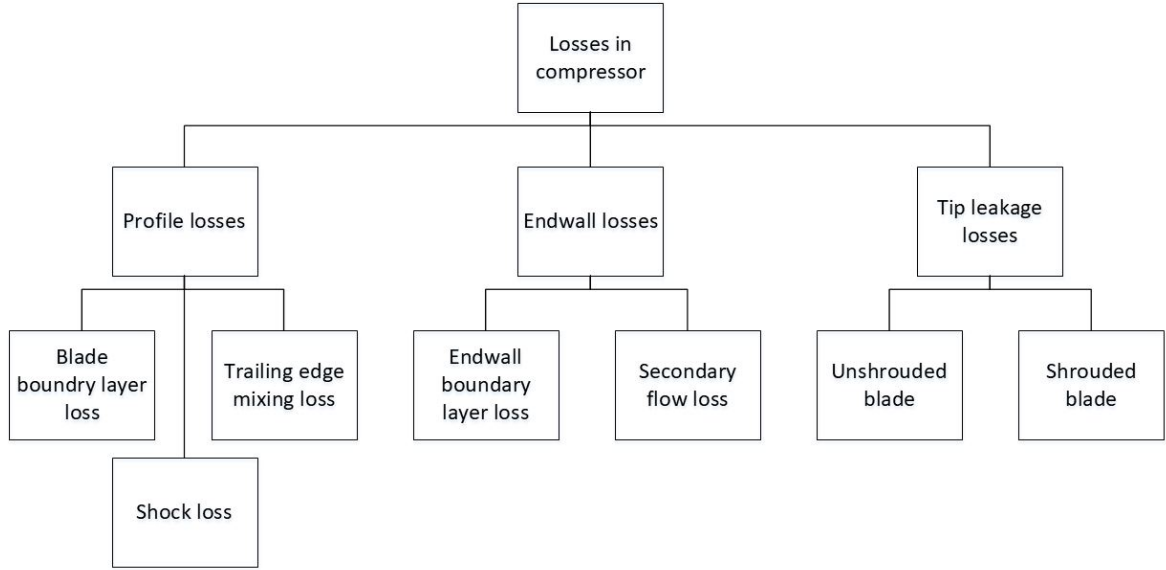 Losses in
compressor
Profile losses
Endwall losses
Tip leakage
losses
Blade
boundry layer
loss
Trailing edge
mixing loss
Endwall
boundary
layer loss
Secondary
flow loss
Unshrouded
blade
Shrouded
blade
Shock loss